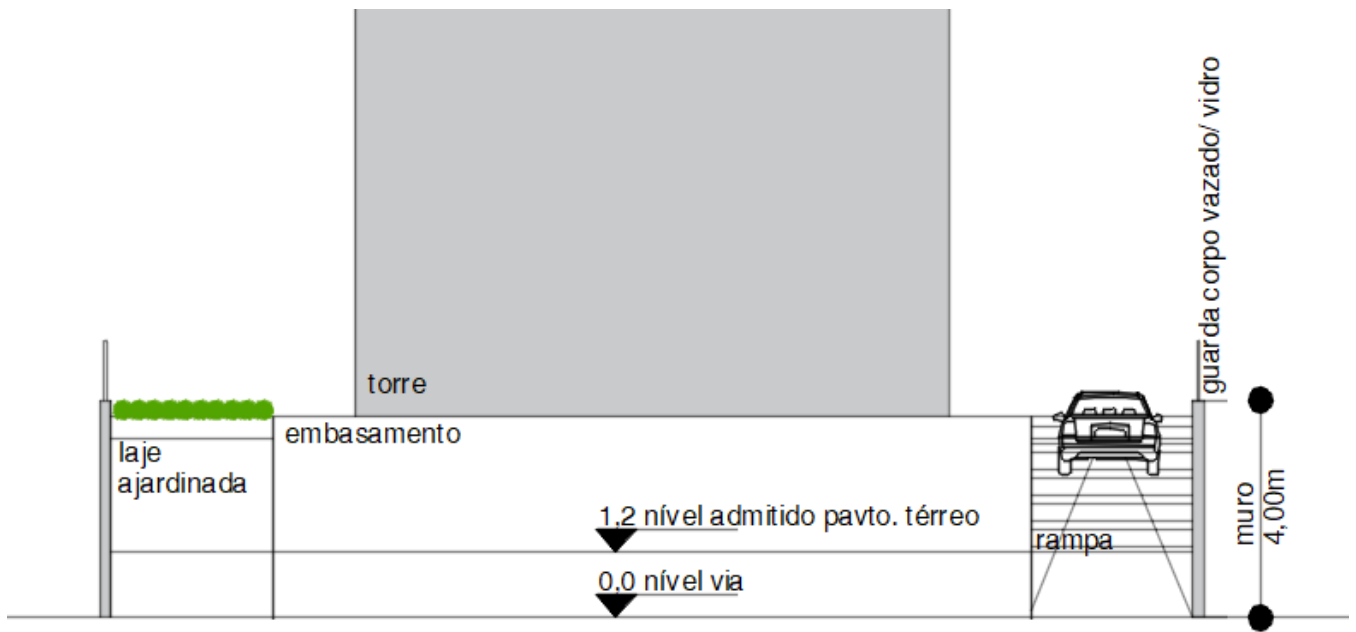 guarda corpo vazado/ vidro
torre
embasamento
laje
ajardinada
1,2 nível admitido pavto. térreo
rampa
muro
4,00m
0,0 nível via